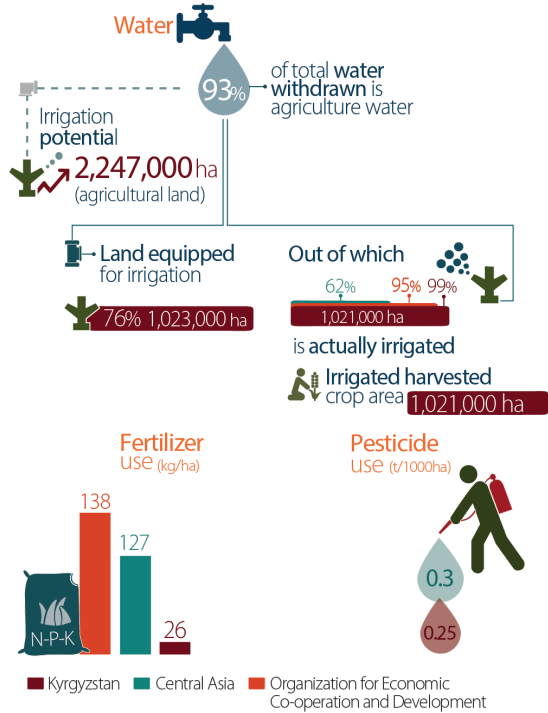 Water
93%
of total water
withdrawn is
agriculture water
Irrigation
potential
2,247,000 ha
(agricultural land)
Land equipped
for irrigation
76% 1,023,000 ha
Out of which
62% 95% 99%
1,021,000 ha
is actually irrigated
Irrigated harvested
crop area 1,021,000 ha
Fertilizer
use (kg/ha)
138
127
26
N-P-K
Pesticide
use (t/1000ha)
0.3
0.25
Kyrgyzstan
Central Asia
Organization for Economic
Co-operation and Development